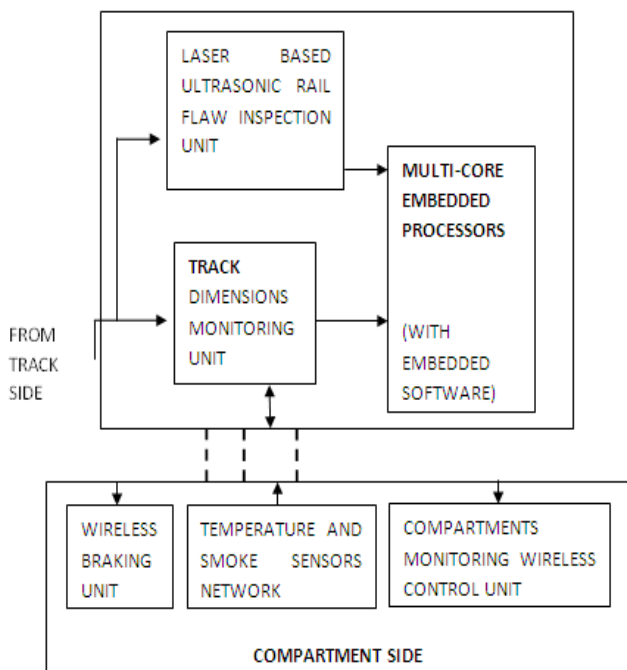 LASER BASED
ULTRASONIC RAIL
FLAW INSPECTION
UNIT
MULTI-CORE
EMBEDDED
PROCESSORS
(WITH
EMBEDDED
SOFTWARE)
TRACK
DIMENSIONS
MONITORING
UNIT
FROM
TRACK
SIDE
WIRELESS
BRAKING
UNIT
TEMPERATURE AND
SMOKE SENSORS
NETWORK
COMPARTMENTS
MONITORING WIRELESS
CONTROL UNIT
COMPARTMENT SIDE